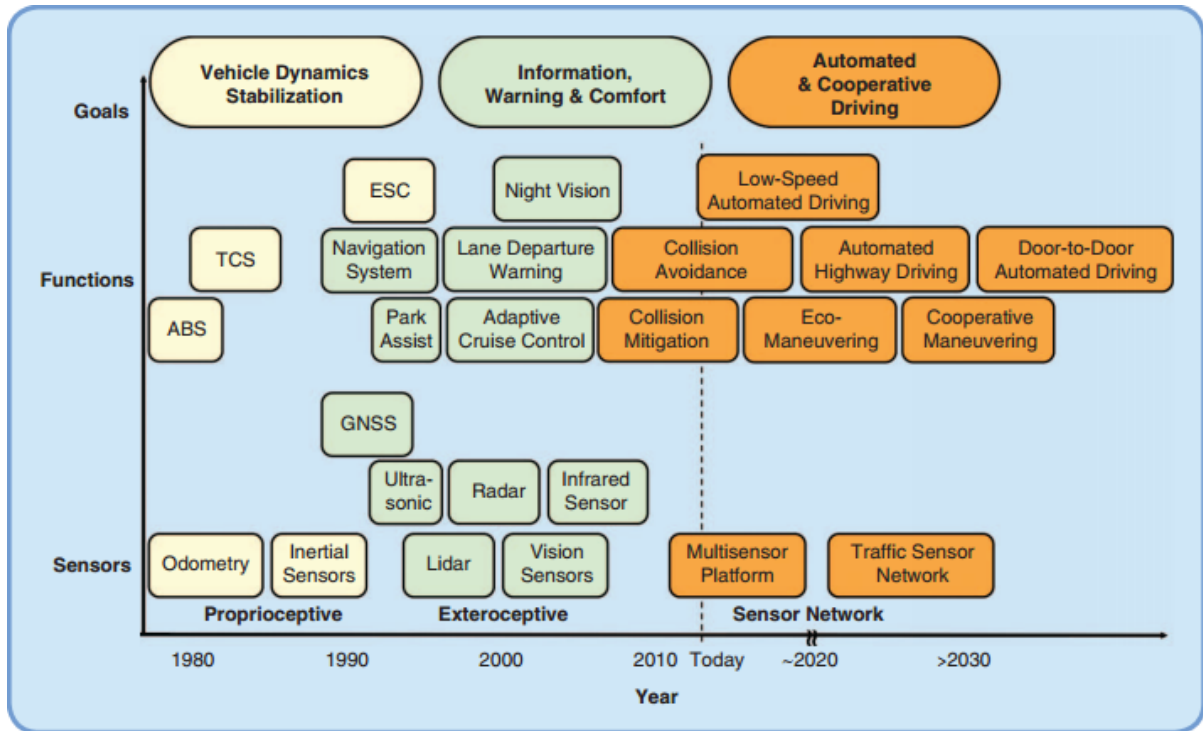 Goals
Vehicle Dynamics
Stabilization
Information,
Warning & Comfort
Automated
& Cooperative
Driving
Functions
ESC
Night Vision
Low-Speed
Automated Driving
TCS
Navigation
System
Lane Departure
Warning
Collision
Avoidance
Automated
Highway Driving
Door-to-Door
Automated Driving
ABS
Park
Assist
Adaptive
Cruise Control
Collision
Mitigation
Eco-
Maneuvering
Cooperative
Maneuvering
Sensors
GNSS
Ultra-
sonic
Radar
Infrared
Sensor
Odometry
Inertial
Sensors
Lidar
Vision
Sensors
Multisensor
Platform
Traffic Sensor
Network
Proprioceptive
Exteroceptive
Sensor Network
1980
1990
2000
2010
Today
~2020
>2030
Year